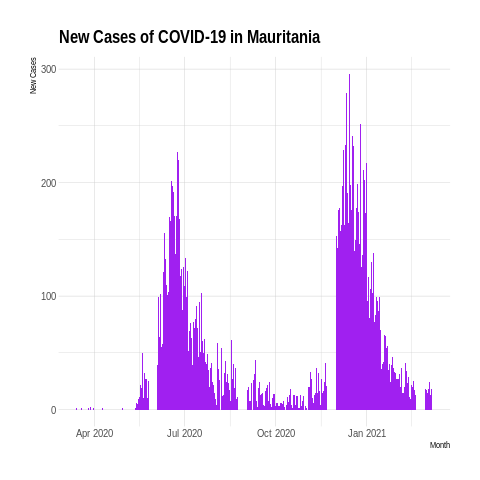 New Cases of COVID-19 in Mauritania
New Cases
300
200
100
0
Apr 2020
Jul 2020
Oct 2020
Jan 2021
Month